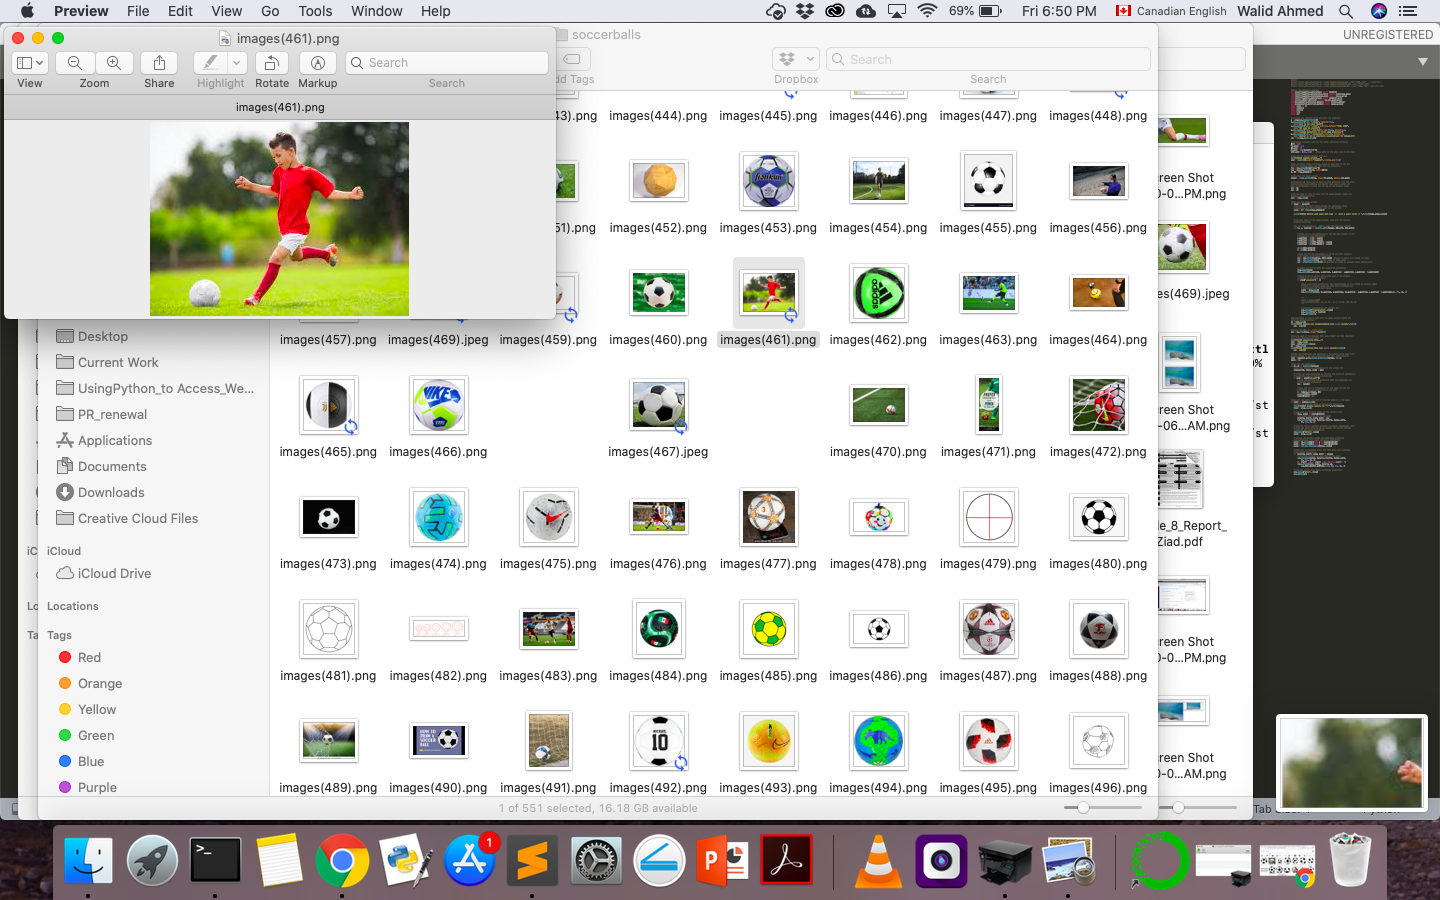 Preview File Edit View Go Tools Window Help 69% Fri 6:50 PM Canadian English Walid Ahmed
images(461).png
View Zoom Share Highlight Rotate Markup Search
Search
images(461).png
soccerballs
Add Tags Dropbox Search
Search
UNREGISTERED
images(444).png images(445).png images(446).png images(447).png images(448).png
images(452).png images(453).png images(454).png images(455).png images(456).png
images(457).png images(469).jpeg images(459).png images(460).png images(461).png images(462).png images(463).png images(464).png
images(465).png images(466).png images(467).jpeg images(470).png images(471).png images(472).png
images(473).png images(474).png images(475).png images(476).png images(477).png images(478).png images(479).png images(480).png
images(481).png images(482).png images(483).png images(484).png images(485).png images(486).png images(487).png images(488).png
images(489).png images(490).png images(491).png images(492).png images(493).png images(494).png images(495).png images(496).png
1 of 551 selected, 16.18 GB available
Desktop
Current Work
UsingPython_to Access_We...
PR_renewal
Applications
Documents
Downloads
Creative Cloud Files
iCloud
iCloud Drive
Locations
Tags
Red
Orange
Yellow
Green
Blue
Purple
reen Shot
0-0...PM.png
es(469).jpeg
reen Shot
-06...AM.png
le_8_Report_
Ziad.pdf
reen Shot
0-0...PM.png
reen Shot
0-0...AM.png
1